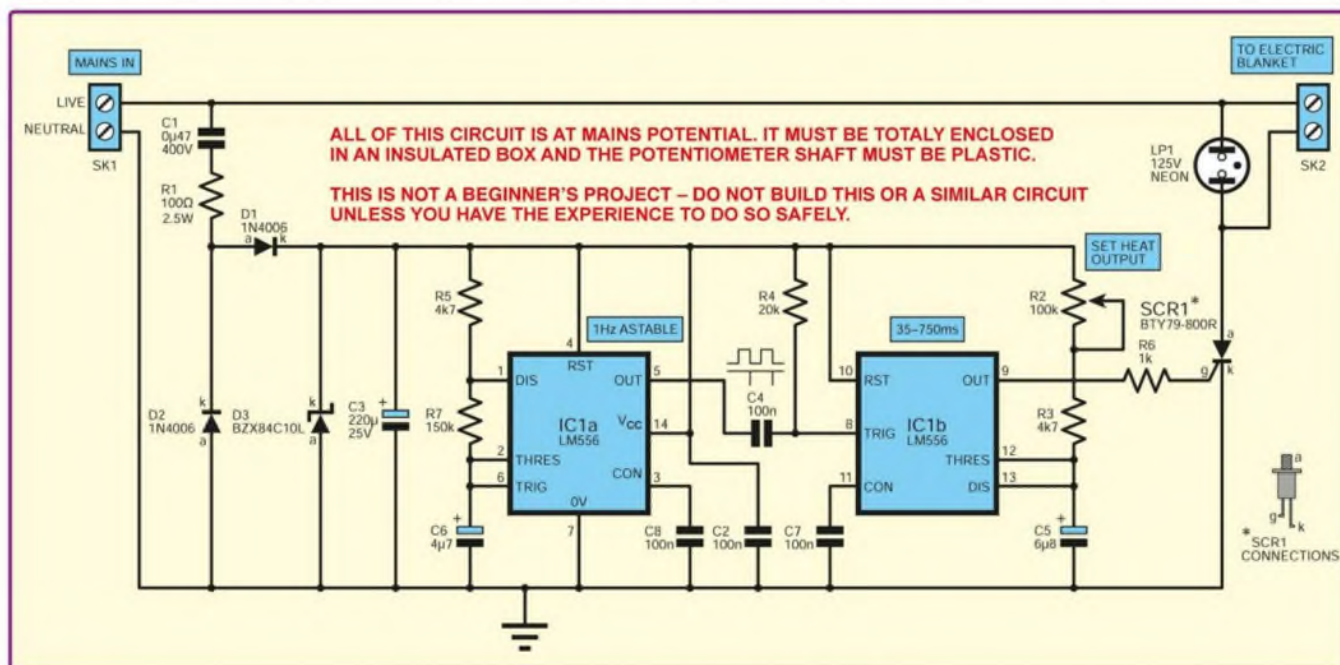 MAINS IN
LIVE
NEUTRAL
SK1
C1
0µ47
400V
R1
100Ω
2.5W
D1
1N4006
a
k
ALL OF THIS CIRCUIT IS AT MAINS POTENTIAL. IT MUST BE TOTALY ENCLOSED
IN AN INSULATED BOX AND THE POTENTIOMETER SHAFT MUST BE PLASTIC.
THIS IS NOT A BEGINNER'S PROJECT – DO NOT BUILD THIS OR A SIMILAR CIRCUIT
UNLESS YOU HAVE THE EXPERIENCE TO DO SO SAFELY.
TO ELECTRIC
BLANKET
SK2
LP1
125V
NEON
k
D2
1N4006
a
k
D3
BZX84C10L
a
+
C3
220µ
25V
R5
4k7
R7
150k
+
C6
4µ7
1HZ ASTABLE
4
RST
1
DIS
OUT
5
IC1a
LM556
VCC
14
2
THRES
6
TRIG
CON
3
0V
7
C8
100n
C2
100n
C4
100n
R4
20k
C7
100n
35–750ms
10
RST
OUT
9
8
TRIG
IC1b
LM556
THRES
12
11
CON
DIS
13
SET HEAT
OUTPUT
R2
100k
R3
4k7
+
C5
6µ8
R6
1k
SCR1*
BTY79-800R
a
g
k
a
g
k
* SCR1
CONNECTIONS